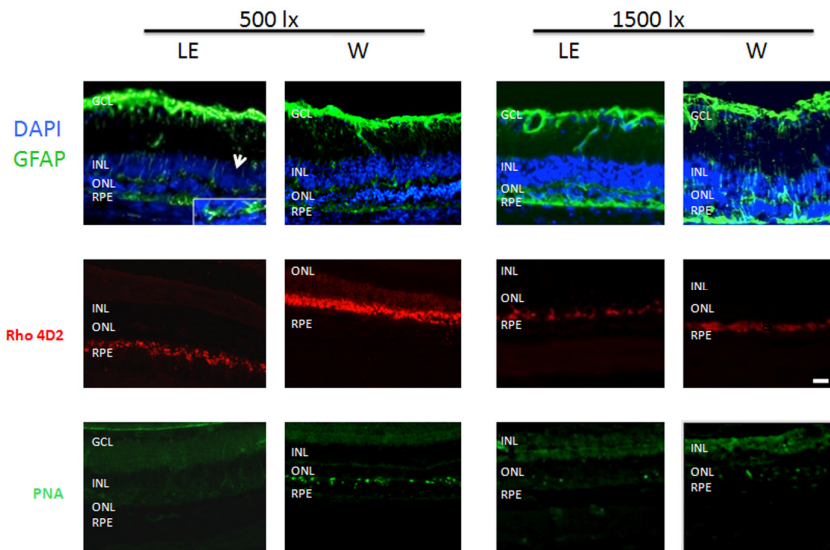 500 lx 1500 lx
LE W LE W
DAPI
GFAP
GCL
INL
ONL
RPE
GCL
INL
ONL
RPE
GCL
INL
ONL
RPE
GCL
INL
ONL
RPE
Rho 4D2
INL
ONL
RPE
ONL
RPE
INL
ONL
RPE
INL
ONL
RPE
PNA
GCL
INL
ONL
RPE
INL
ONL
RPE
INL
ONL
RPE
INL
ONL
RPE